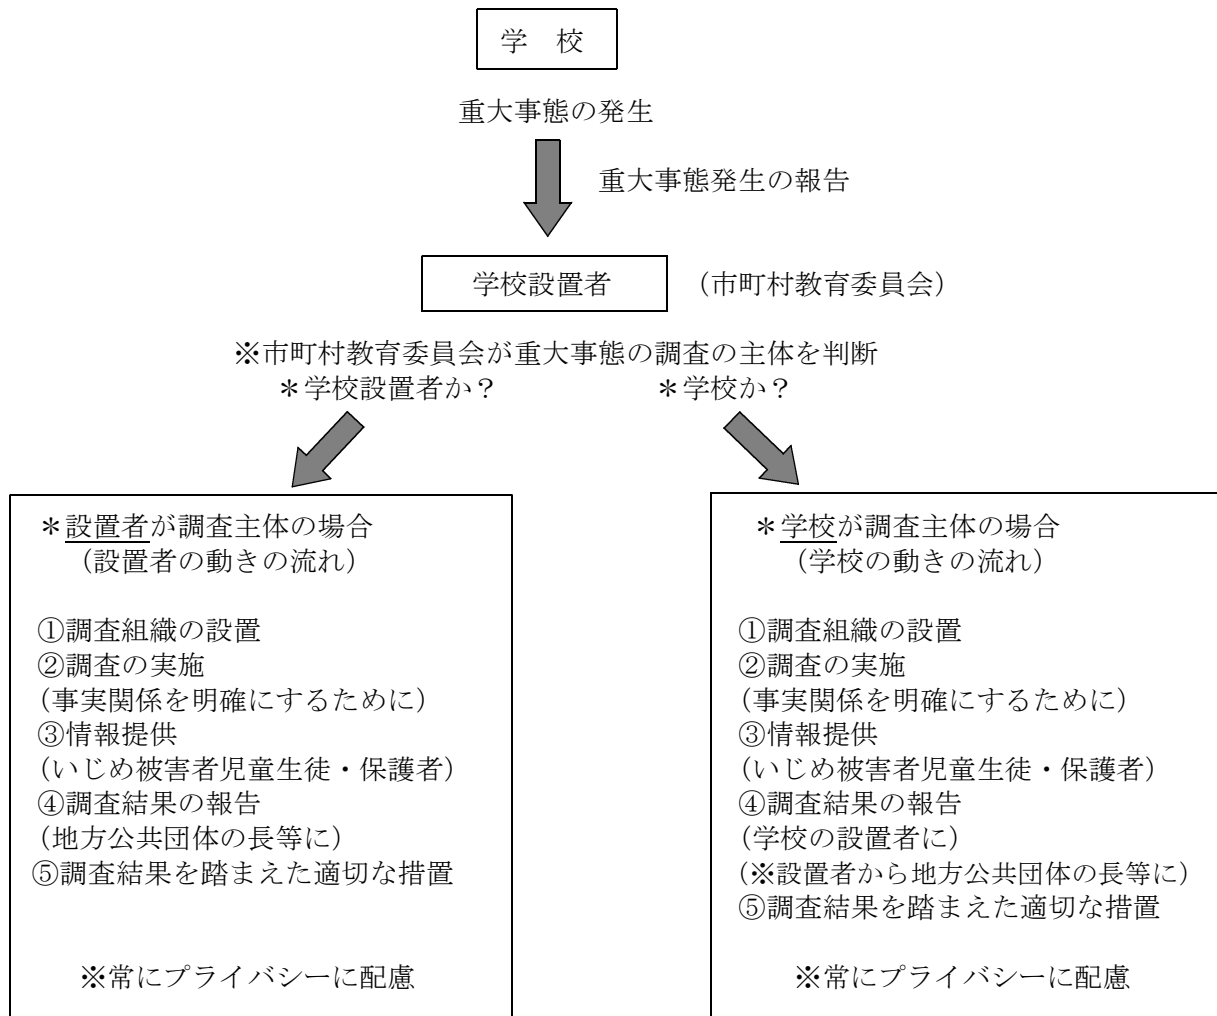 学　校
重大事態の発生
重大事態発生の報告
学校設置者
（市町村教育委員会）
※市町村教育委員会が重大事態の調査の主体を判断
＊学校設置者か？
＊学校か？
＊設置者が調査主体の場合
（設置者の動きの流れ）
①調査組織の設置
②調査の実施
（事実関係を明確にするために）
③情報提供
（いじめ被害者児童生徒・保護者）
④調査結果の報告
（地方公共団体の長等に）
⑤調査結果を踏まえた適切な措置
※常にプライバシーに配慮
＊学校が調査主体の場合
（学校の動きの流れ）
①調査組織の設置
②調査の実施
（事実関係を明確にするために）
③情報提供
（いじめ被害者児童生徒・保護者）
④調査結果の報告
（学校の設置者に）
（※設置者から地方公共団体の長等に）
⑤調査結果を踏まえた適切な措置
※常にプライバシーに配慮